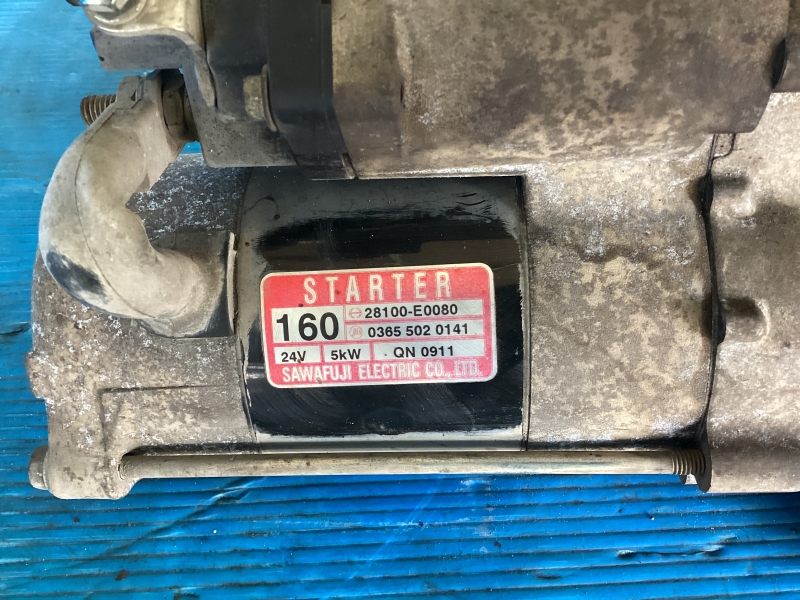 STARTER
160
28100-E0080
0365 502 0141
24V 5kW QN 0911
SAWAFUJI ELECTRIC CO., LTD.